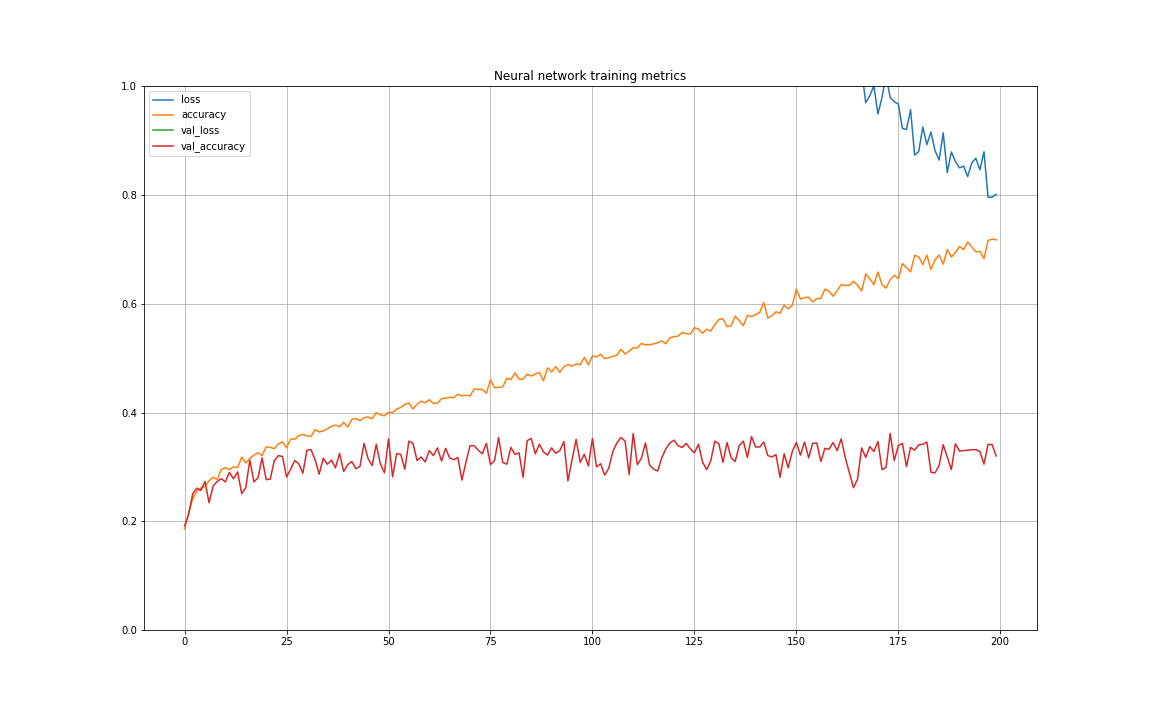 Neural network training metrics
1.0
loss
accuracy
val_loss
val_accuracy
0.8
0.6
0.4
0.2
0.0
0 25 50 75 100 125 150 175 200